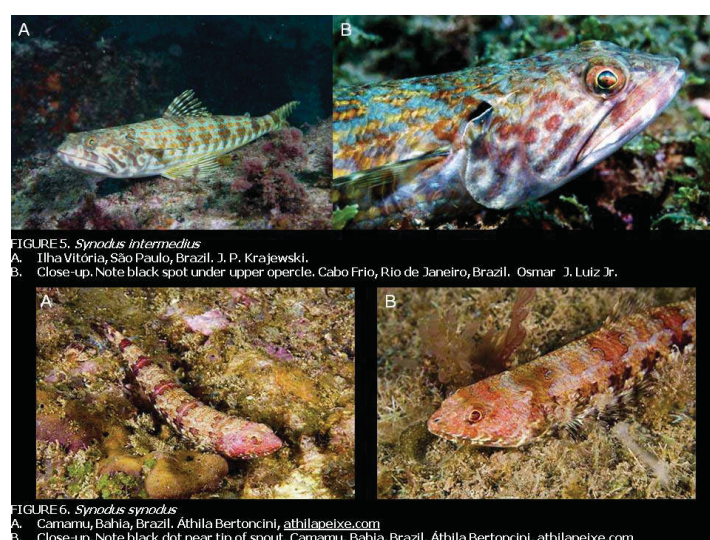 A B
FIGURE 5. Synodus intermedius
A. Ilha Vitória, São Paulo, Brazil. J. P. Krajewski.
B. Close-up. Note black spot under upper opercle. Cabo Frio, Rio de Janeiro, Brazil. Osmar J. Luiz Jr.
A B
FIGURE 6. Synodus synodus
A. Camamu, Bahia, Brazil. Áthila Bertoncini, athilapeixe.com
B. Close-up. Note black dot near tip of snout. Camamu, Bahia, Brazil. Áthila Bertoncini, athilapeixe.com